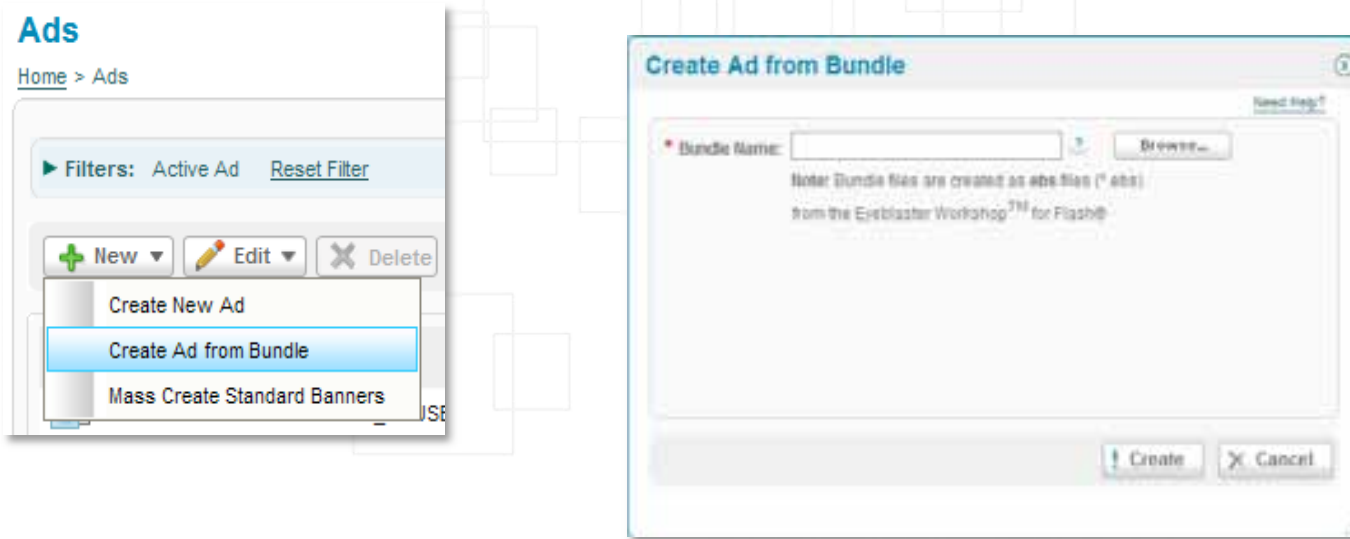 Ads
Home > Ads
Filters: Active Ad Reset Filter
New Edit Delete
Create New Ad
Create Ad from Bundle
Mass Create Standard Banners
Create Ad from Bundle
Need Help?
* Bundle Name: ? Browse...
Note: Bundle files are created as ebs files (*.ebs)
from the Eyeblaster Workshop™ for Flash®
! Create X Cancel